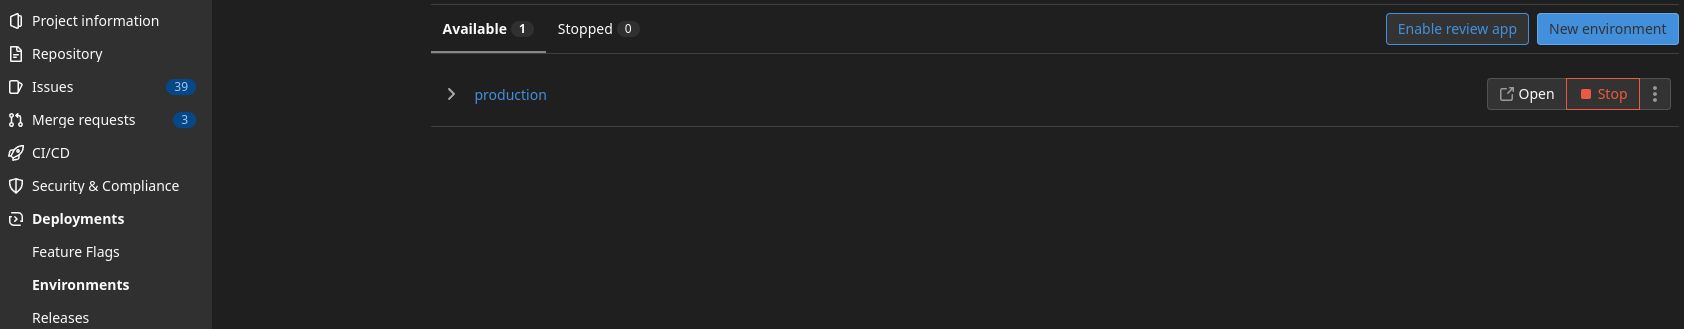 Project information
Repository
Issues 39
Merge requests 3
CI/CD
Security & Compliance
Deployments
Feature Flags
Environments
Releases
Available 1 Stopped 0 Enable review app New environment
production Open Stop